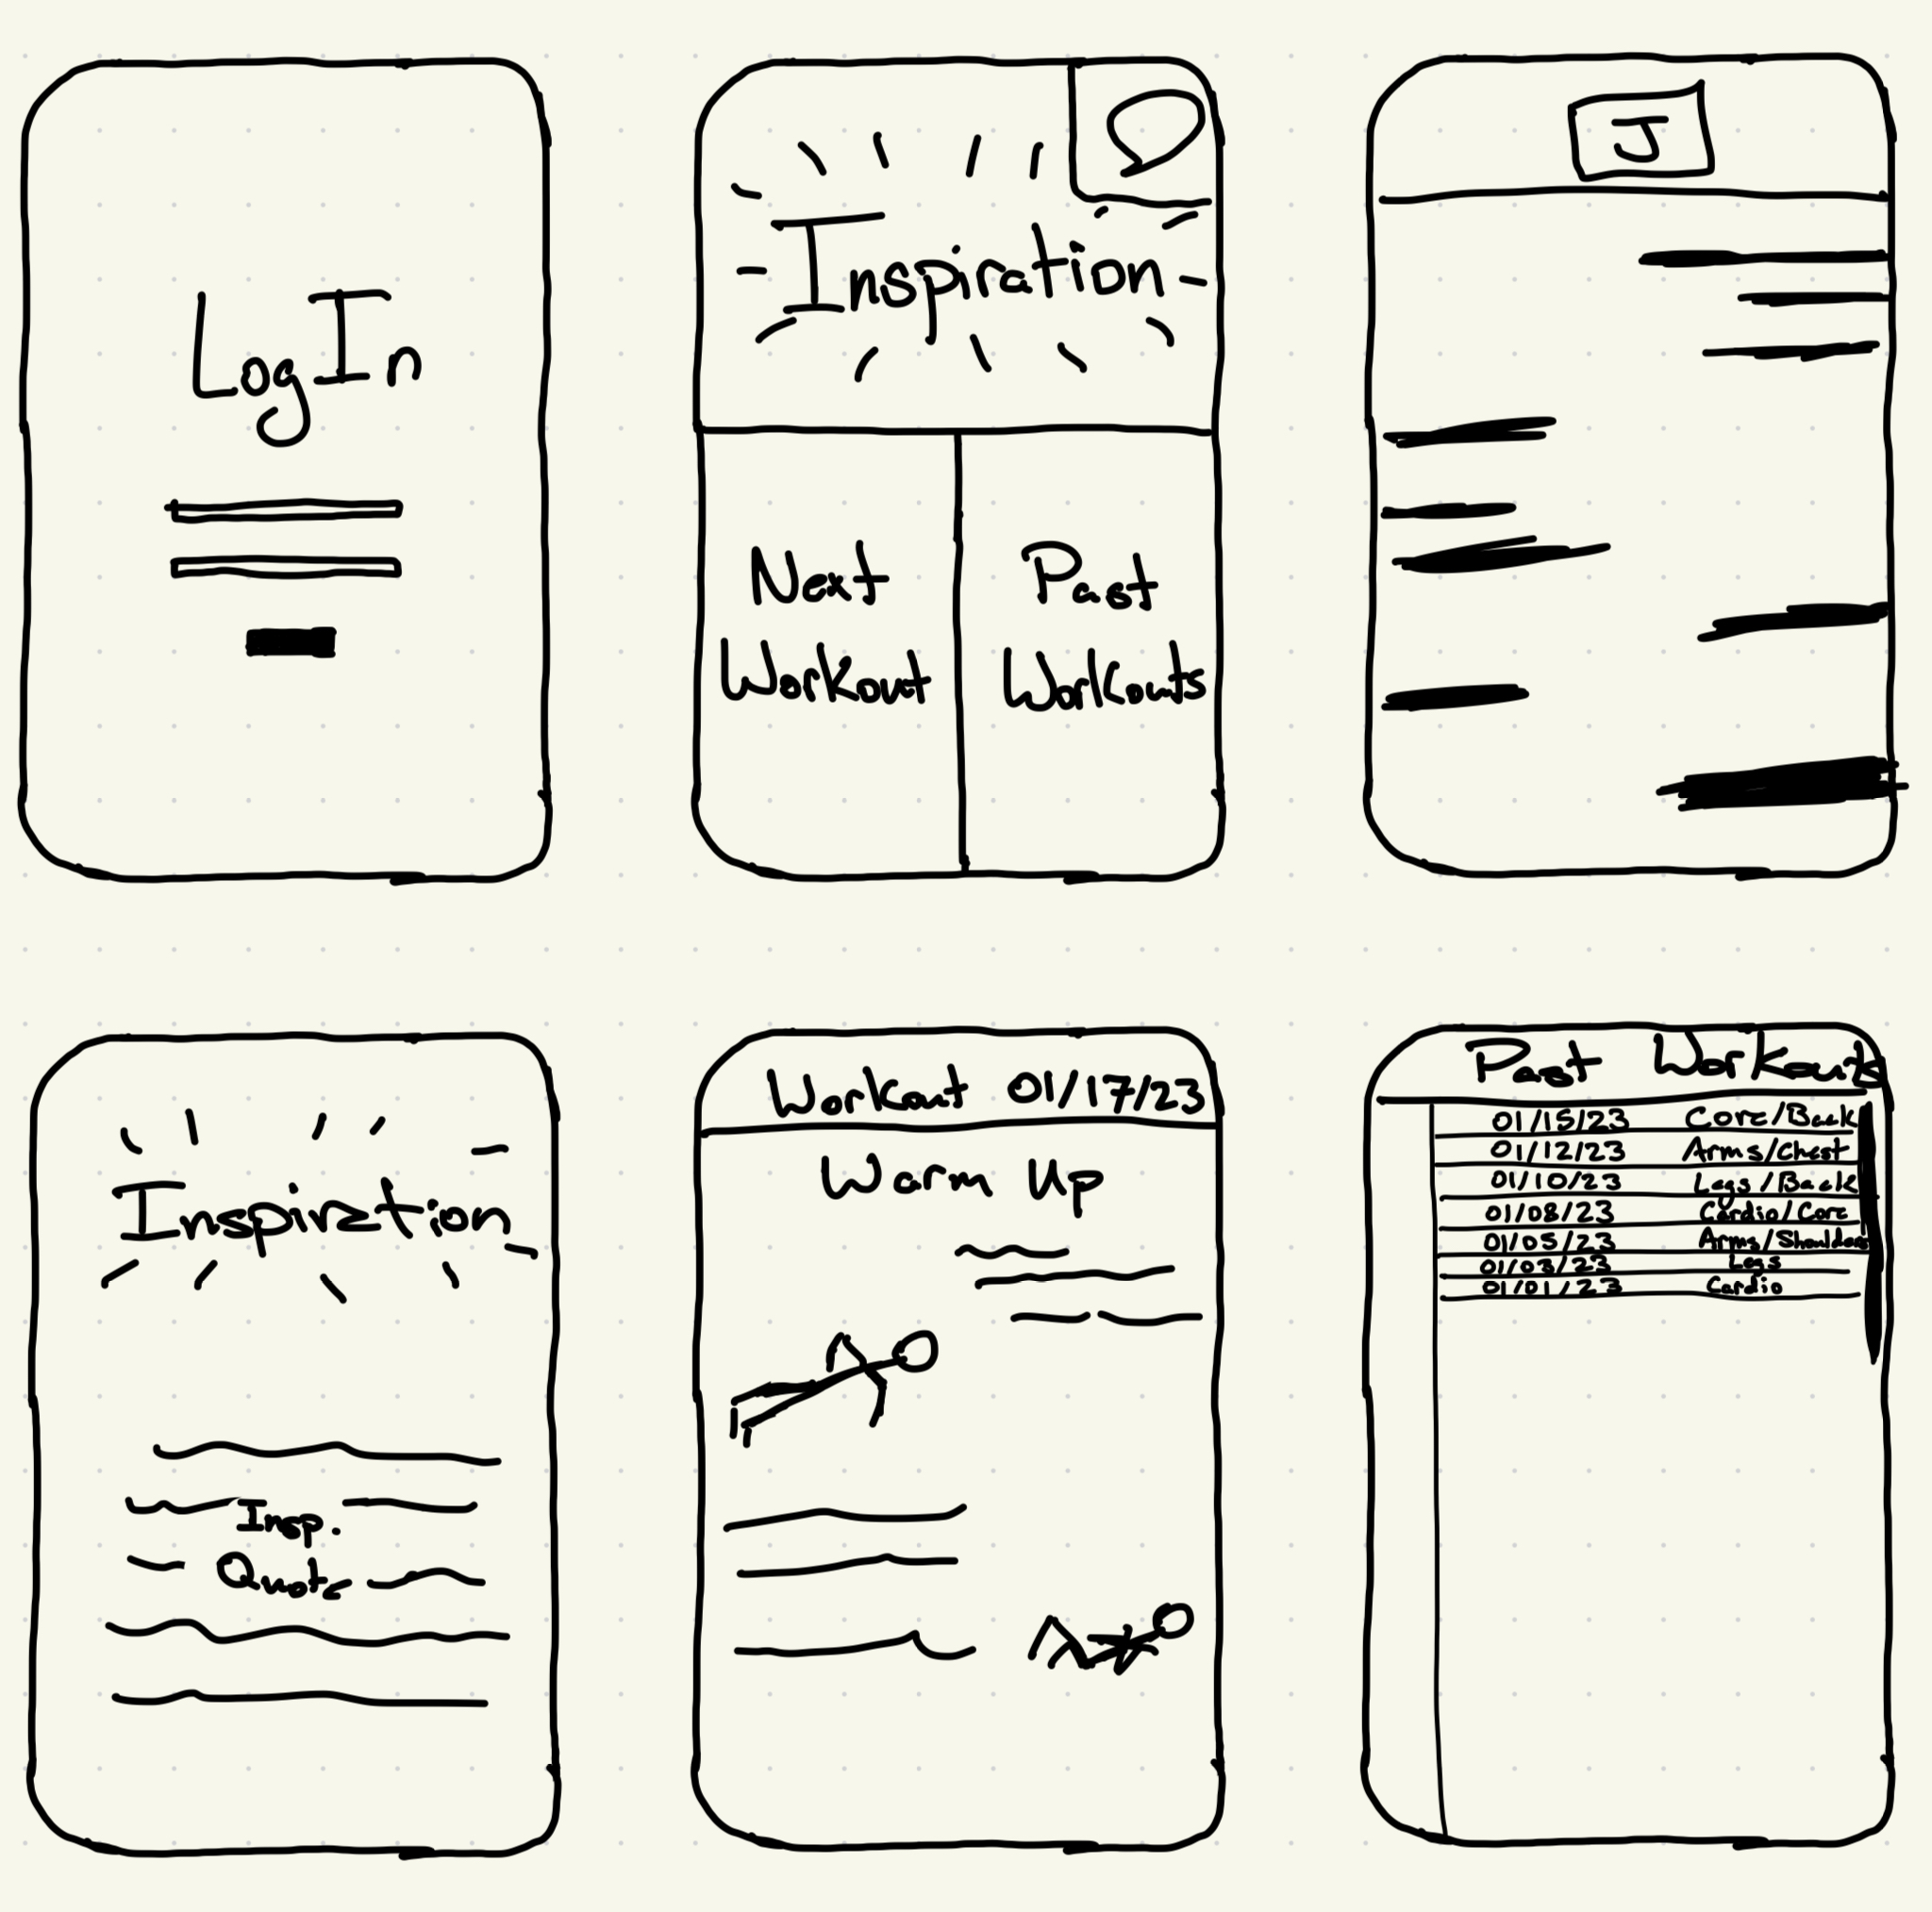 Log In
Inspiration
Next
Workout
Past
Workouts
J
Inspiration
Insp.
Quote
Workout 01/17/23
Warm Up
Past Workouts
01/15/23 Core/Back
01/12/23 Arms/Chest
01/10/23 Legs/Back
01/08/23 Cardio/Core
01/05/23 Arms/Shoulders
01/03/23 Legs
01/01/23 Cardio